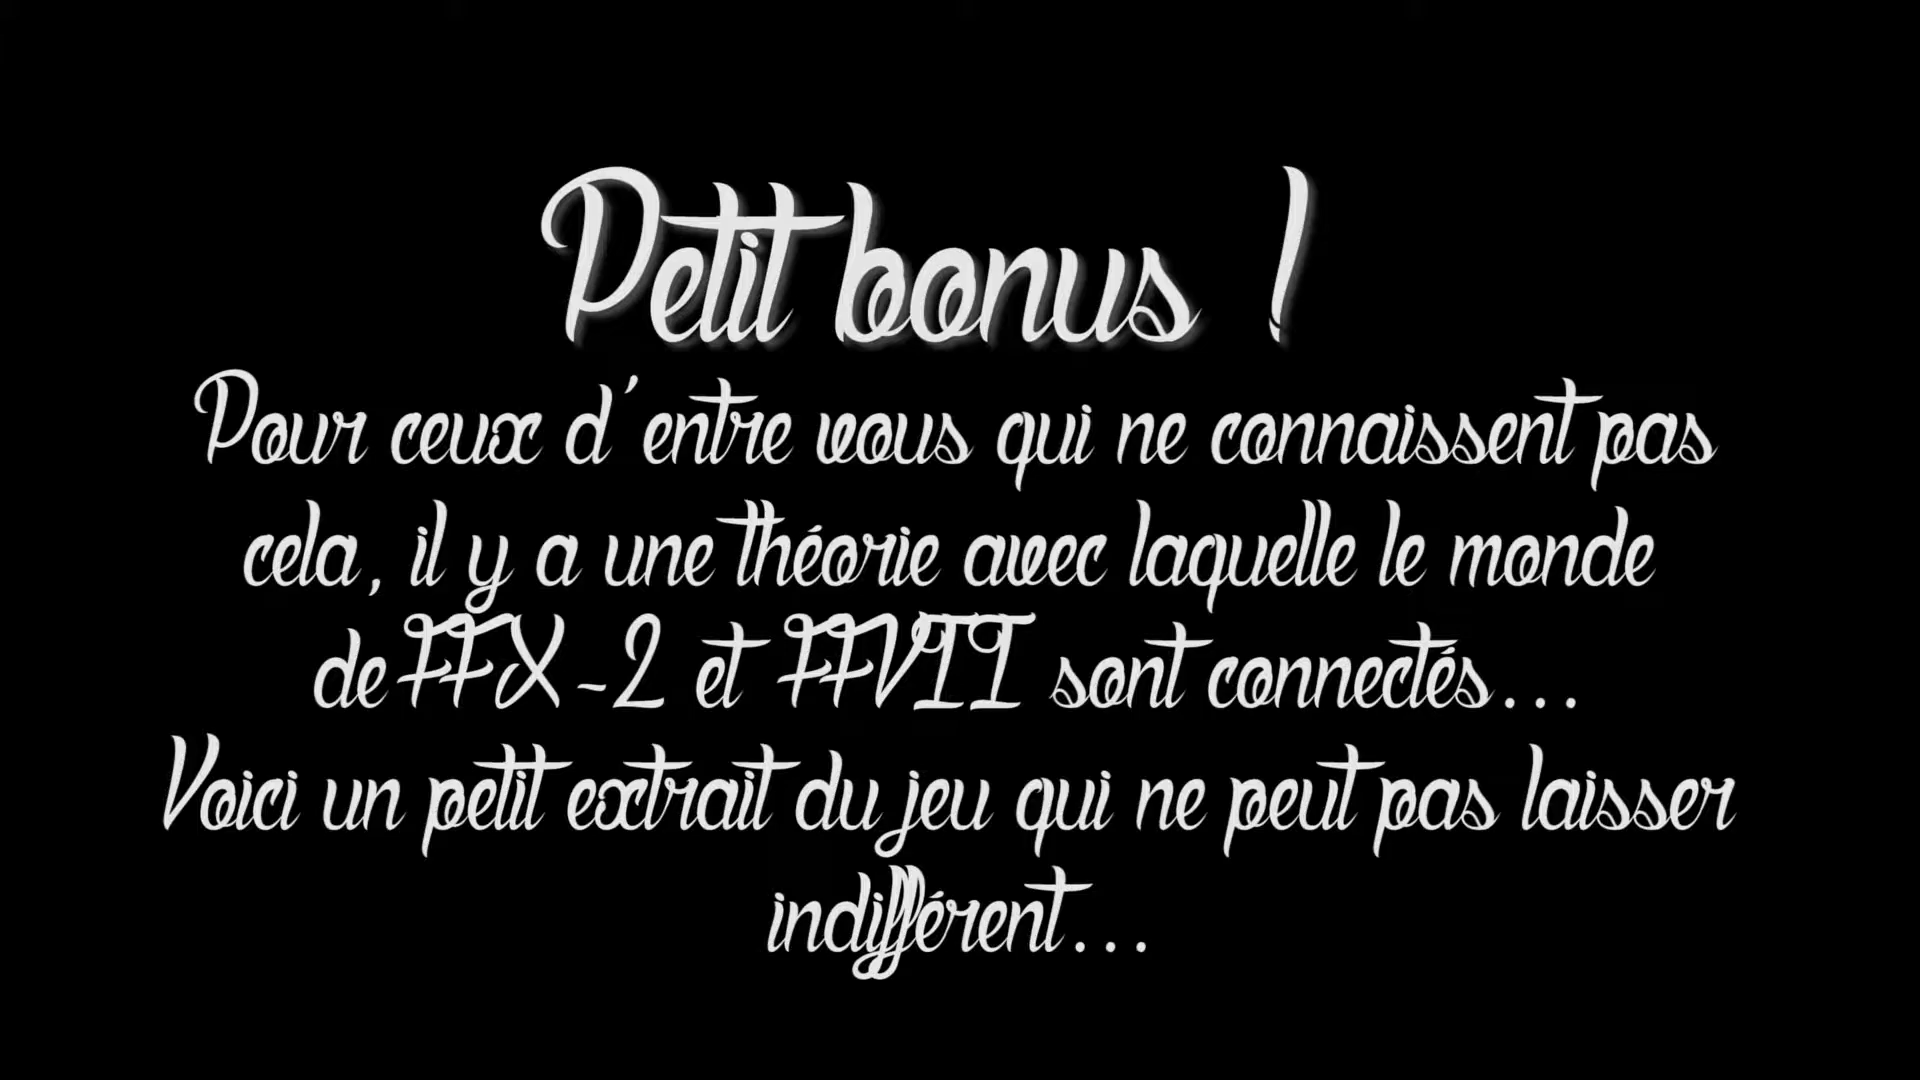 Petit bonus !
Pour ceux d'entre vous qui ne connaissent pas
cela, il y a une théorie avec laquelle le monde
de FFX-2 et FFVII sont connectés...
Voici un petit extrait du jeu qui ne peut pas laisser
indifférent...